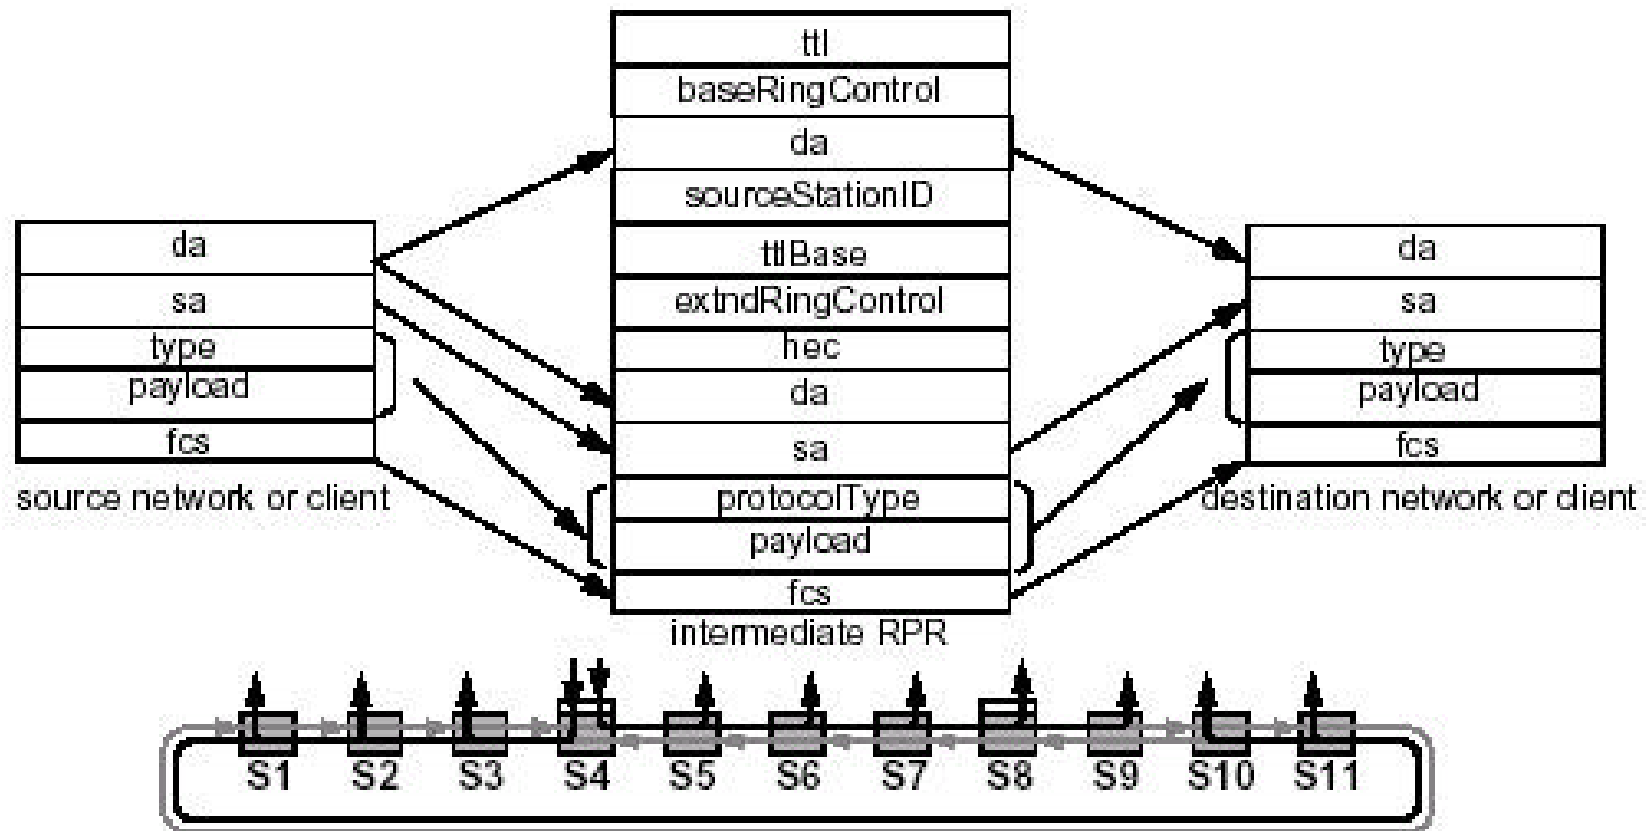 ttl
baseRingControl
da
sourceStationID
ttlBase
extndRingControl
hec
da
sa
protocolType
payload
fcs
intermediate RPR
da
sa
type
payload
fcs
source network or client
da
sa
type
payload
fcs
destination network or client
S1 S2 S3 S4 S5 S6 S7 S8 S9 S10 S11